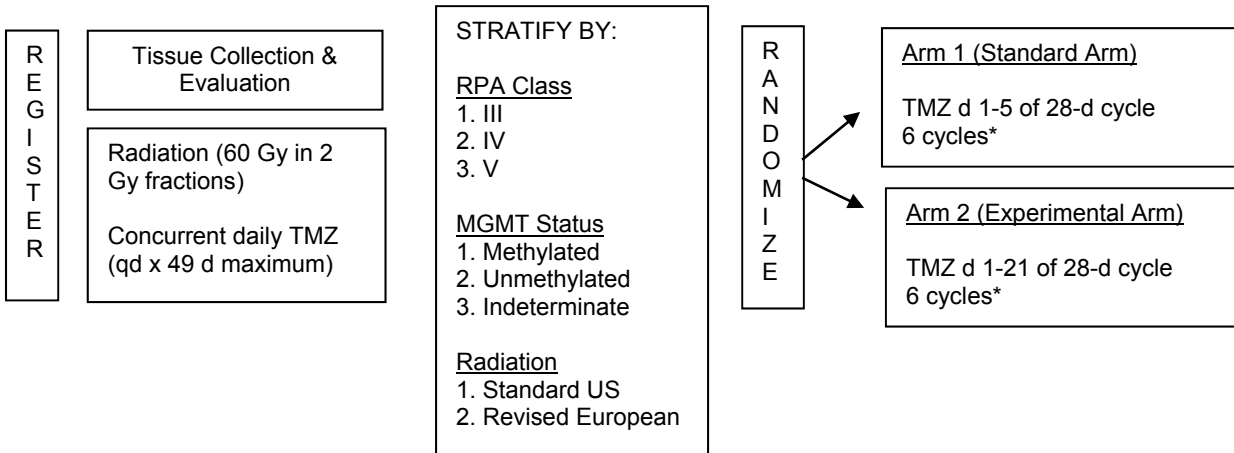 R
E
G
I
S
T
E
R
Tissue Collection &
Evaluation
Radiation (60 Gy in 2
Gy fractions)
Concurrent daily TMZ
(qd x 49 d maximum)
STRATIFY BY:
RPA Class
1. III
2. IV
3. V
MGMT Status
1. Methylated
2. Unmethylated
3. Indeterminate
Radiation
1. Standard US
2. Revised European
R
A
N
D
O
M
I
Z
E
Arm 1 (Standard Arm)
TMZ d 1-5 of 28-d cycle
6 cycles*
Arm 2 (Experimental Arm)
TMZ d 1-21 of 28-d cycle
6 cycles*